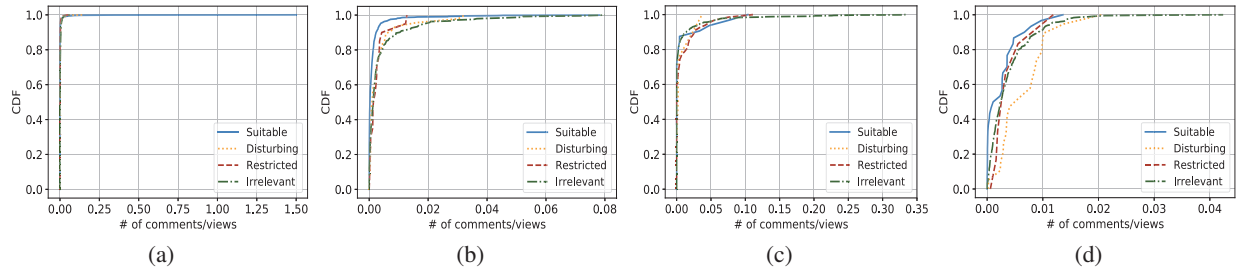 1.0
0.8
0.6
0.4
0.2
0.0
CDF
Suitable
Disturbing
Restricted
Irrelevant
0.00 0.25 0.50 0.75 1.00 1.25 1.50
# of comments/views
(a)
1.0
0.8
0.6
0.4
0.2
0.0
CDF
Suitable
Disturbing
Restricted
Irrelevant
0.00 0.02 0.04 0.06 0.08
# of comments/views
(b)
1.0
0.8
0.6
0.4
0.2
0.0
CDF
Suitable
Disturbing
Restricted
Irrelevant
0.00 0.05 0.10 0.15 0.20 0.25 0.30 0.35
# of comments/views
(c)
1.0
0.8
0.6
0.4
0.2
0.0
CDF
Suitable
Disturbing
Restricted
Irrelevant
0.00 0.01 0.02 0.03 0.04
# of comments/views
(d)